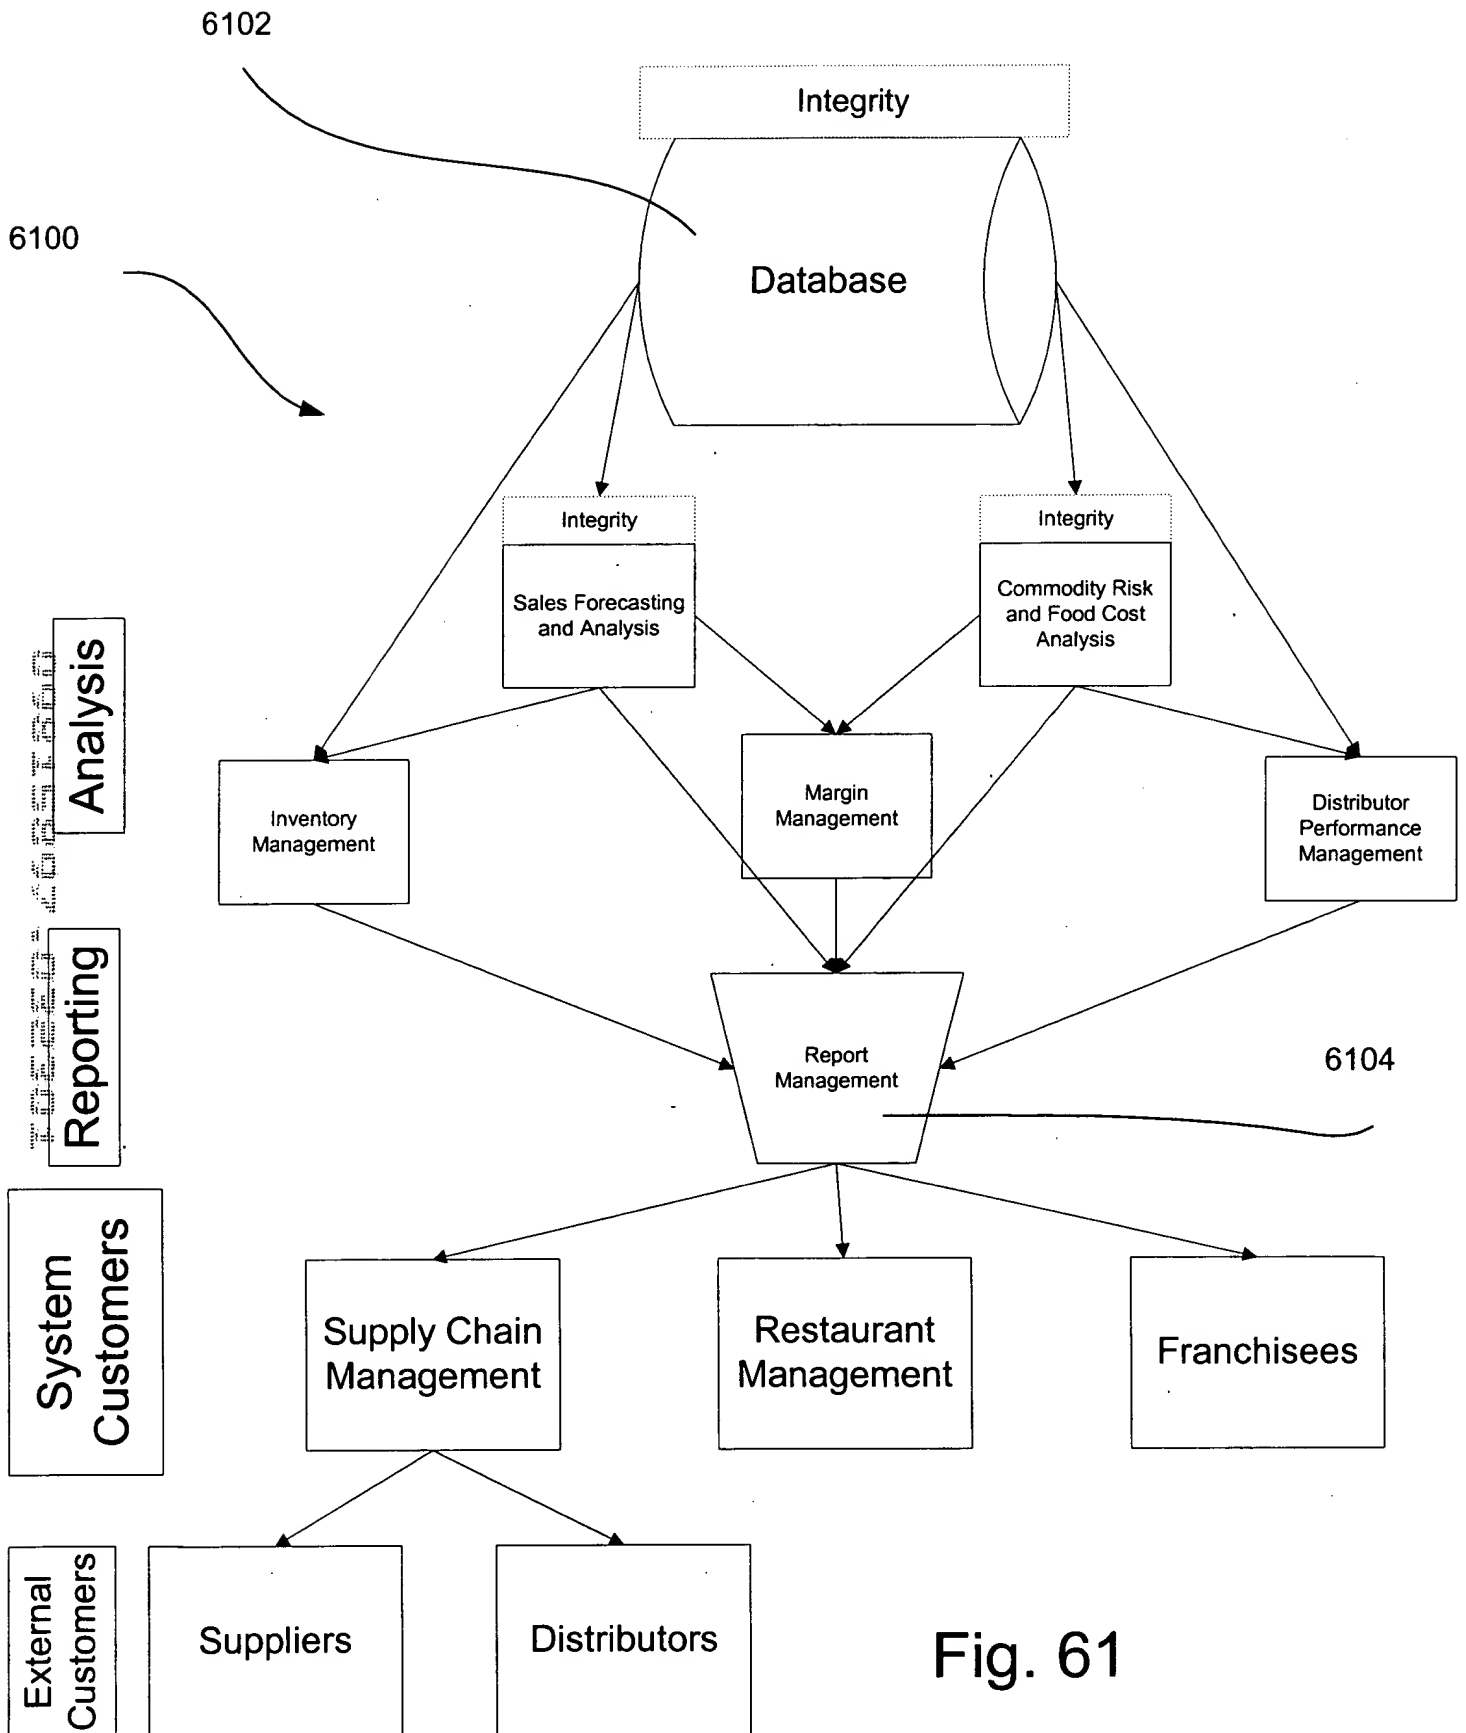 6102
Integrity
6100
Database
Integrity
Integrity
Sales Forecasting
and Analysis
Commodity Risk
and Food Cost
Analysis
Analysis
Inventory
Management
Margin
Management
Distributor
Performance
Management
Reporting
Report
Management
6104
System
Customers
Supply Chain
Management
Restaurant
Management
Franchisees
External
Customers
Suppliers
Distributors
Fig. 61